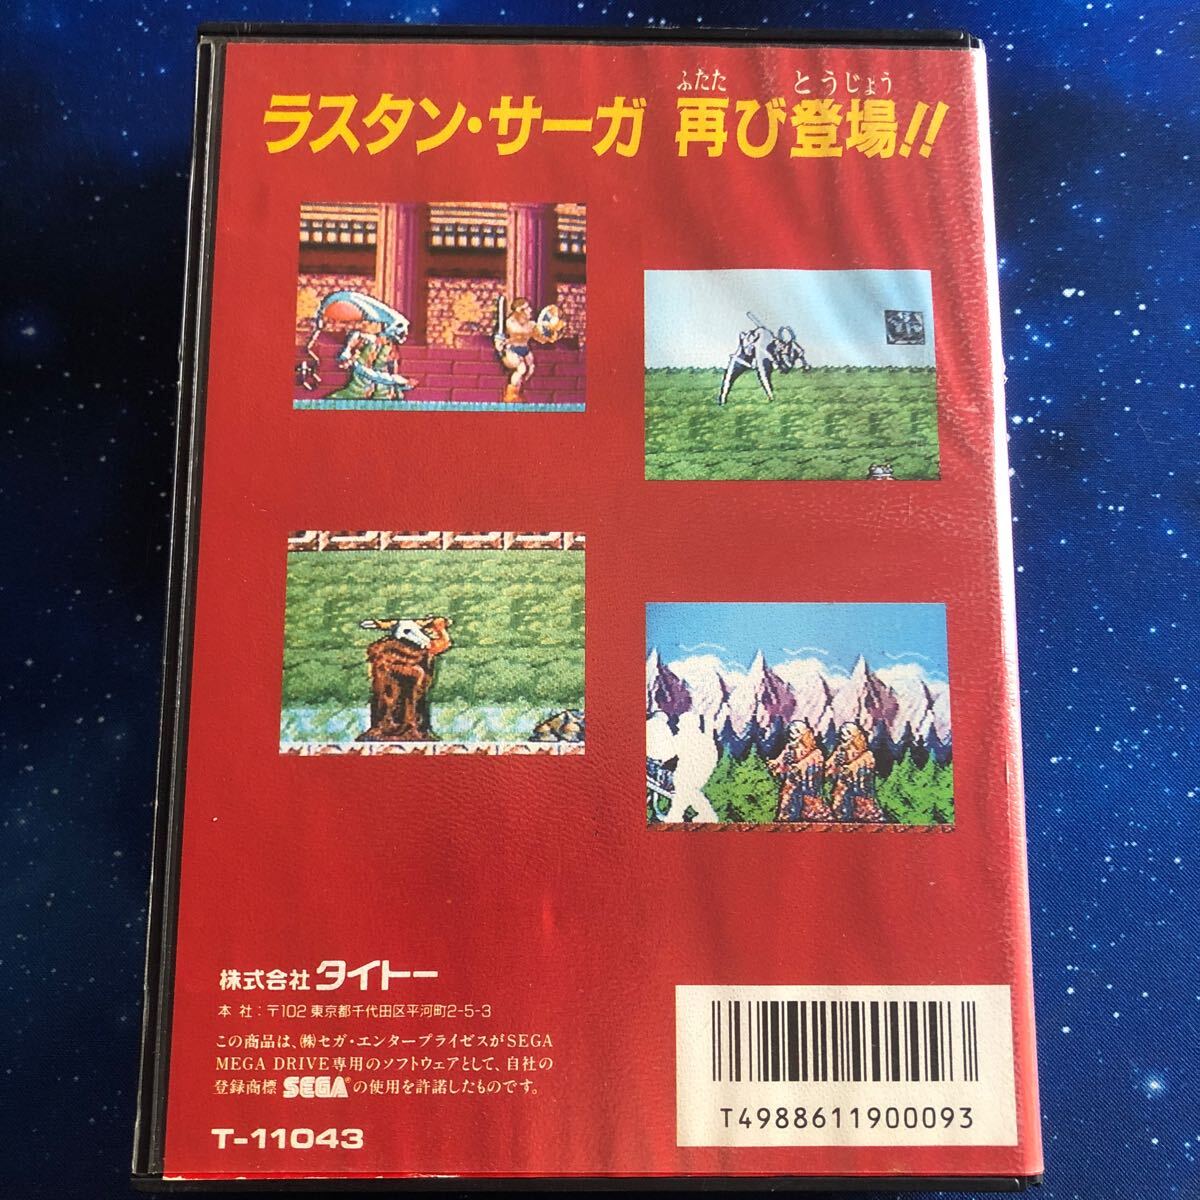 ふたた とうじょう
ラスタン・サーガ 再び登場!!
株式会社 タイトー
本 社：〒102 東京都千代田区平河町2-5-3
この商品は、㈱セガ・エンタープライゼスがSEGA
MEGA DRIVE専用のソフトウェアとして、自社の
登録商標 SEGA®の使用を許諾したものです。
T-11043
T4988611900093